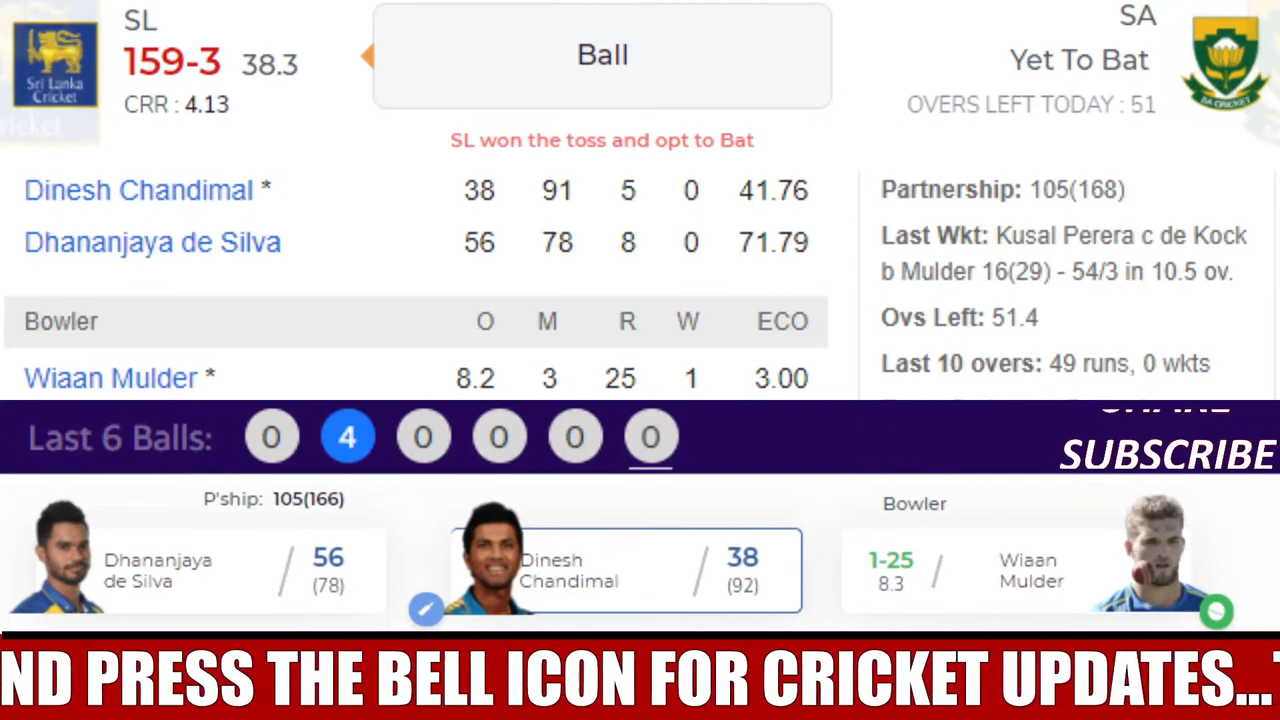 SL
159-3 38.3
CRR : 4.13
Sri Lanka
Cricket
Ball
SA
Yet To Bat
OVERS LEFT TODAY : 51
SA CRICKET
SL won the toss and opt to Bat
Dinesh Chandimal * 38 91 5 0 41.76
Dhananjaya de Silva 56 78 8 0 71.79
Bowler O M R W ECO
Wiaan Mulder * 8.2 3 25 1 3.00
Partnership: 105(168)
Last Wkt: Kusal Perera c de Kock
b Mulder 16(29) - 54/3 in 10.5 ov.
Ovs Left: 51.4
Last 10 overs: 49 runs, 0 wkts
Last 6 Balls: 0 4 0 0 0 0
SUBSCRIBE
P'ship: 105(166)
Dhananjaya
de Silva
56
(78)
Dinesh
Chandimal
38
(92)
Bowler
1-25
8.3
Wiaan
Mulder
ND PRESS THE BELL ICON FOR CRICKET UPDATES...